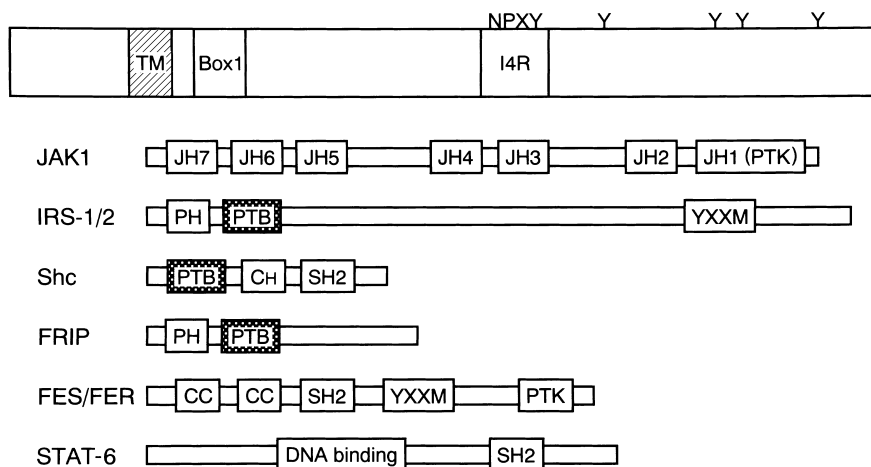 NPXY Y Y Y Y
TM Box1 I4R
JAK1 JH7 JH6 JH5 JH4 JH3 JH2 JH1 (PTK)
IRS-1/2 PH PTB YXXM
Shc PTB CH SH2
FRIP PH PTB
FES/FER CC CC SH2 YXXM PTK
STAT-6 DNA binding SH2